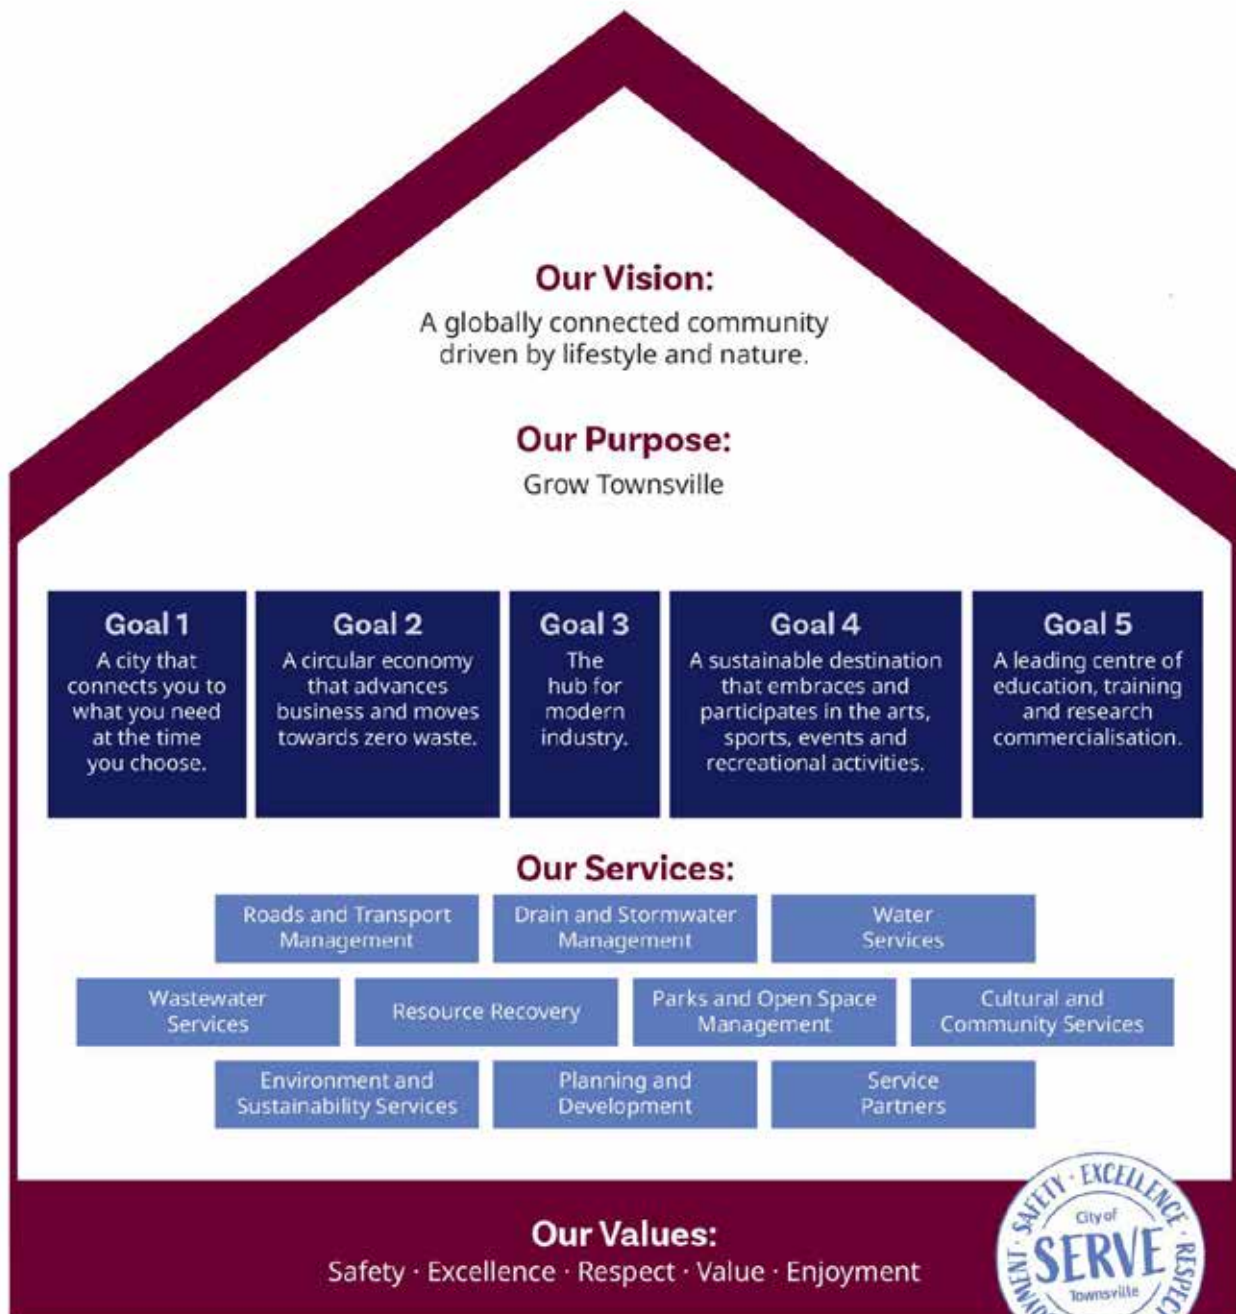 Our Vision:
A globally connected community
driven by lifestyle and nature.
Our Purpose:
Grow Townsville
Goal 1
A city that
connects you to
what you need
at the time
you choose.
Goal 2
A circular economy
that advances
business and moves
towards zero waste.
Goal 3
The
hub for
modern
industry.
Goal 4
A sustainable destination
that embraces and
participates in the arts,
sports, events and
recreational activities.
Goal 5
A leading centre of
education, training
and research
commercialisation.
Our Services:
Roads and Transport
Management
Drain and Stormwater
Management
Water
Services
Wastewater
Services
Resource Recovery
Parks and Open Space
Management
Cultural and
Community Services
Environment and
Sustainability Services
Planning and
Development
Service
Partners
Our Values:
Safety · Excellence · Respect · Value · Enjoyment
SAFETY · EXCELLENCE ·
City of
SERVE
Townsville